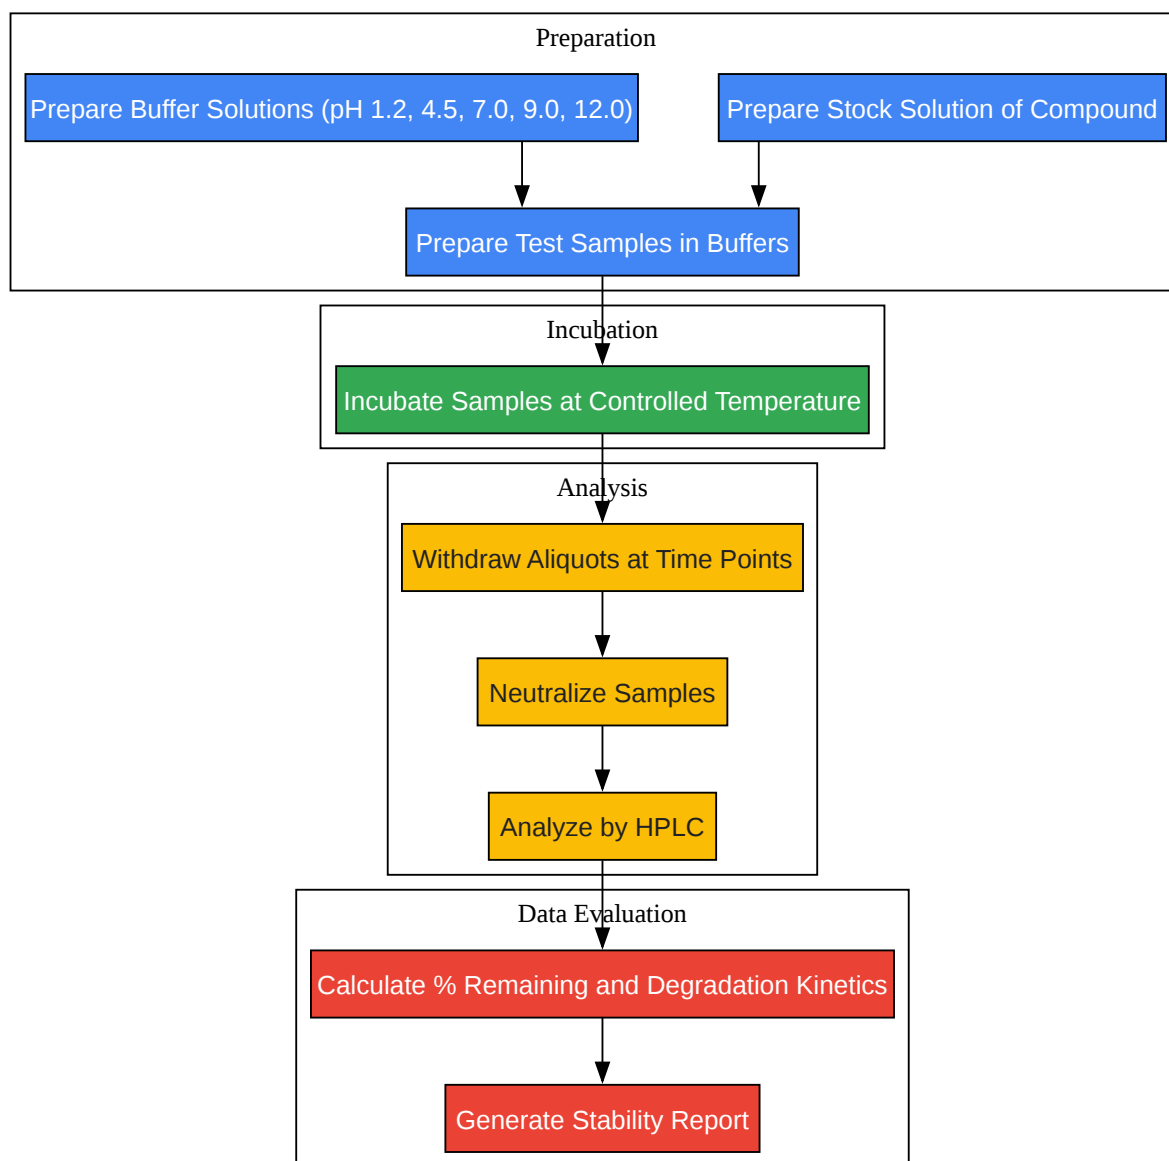 Preparation
Prepare Buffer Solutions (pH 1.2, 4.5, 7.0, 9.0, 12.0)
Prepare Stock Solution of Compound
Prepare Test Samples in Buffers
Incubation
Incubate Samples at Controlled Temperature
Analysis
Withdraw Aliquots at Time Points
Neutralize Samples
Analyze by HPLC
Data Evaluation
Calculate % Remaining and Degradation Kinetics
Generate Stability Report